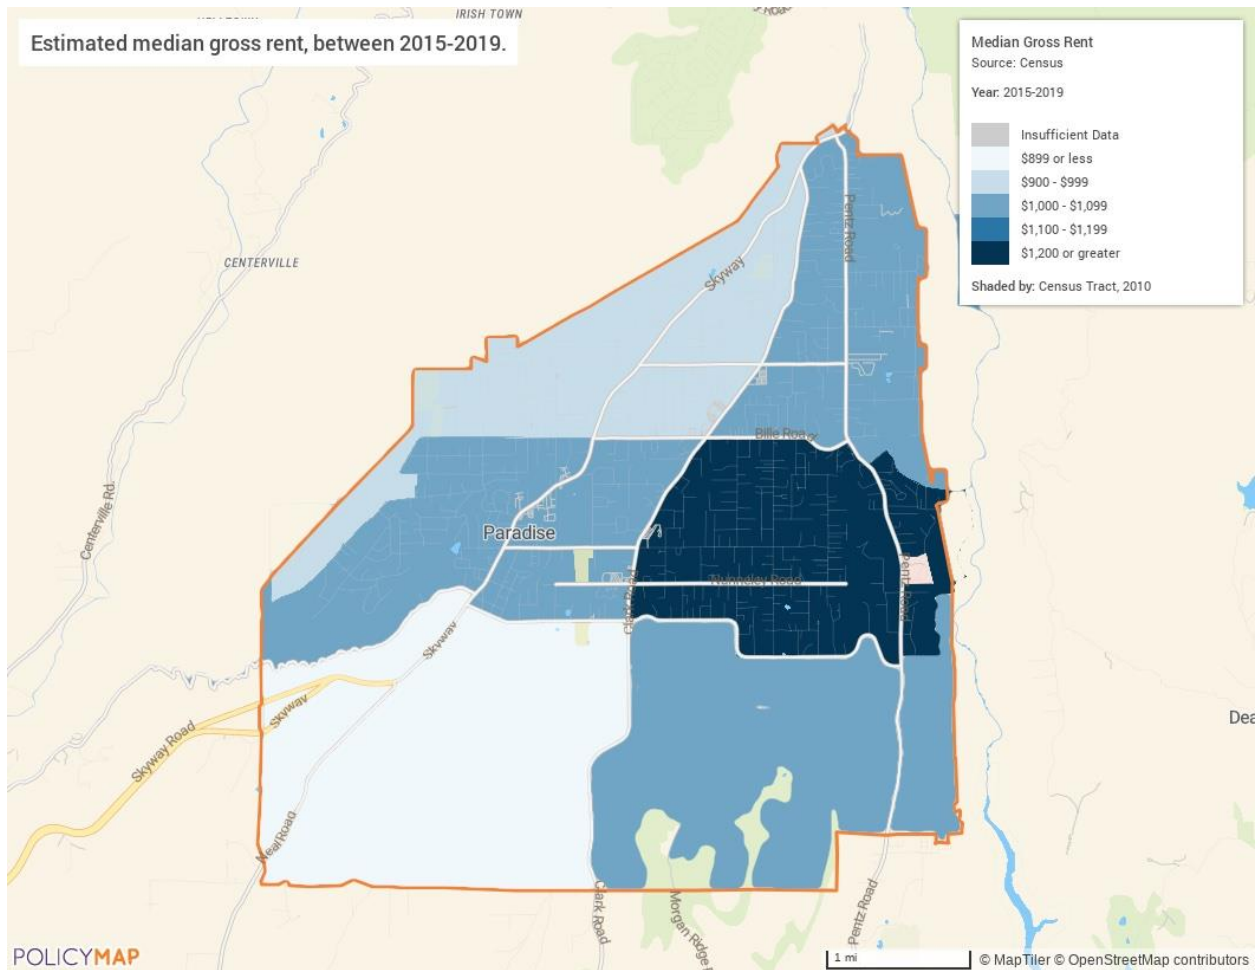 IRISH TOWN
Estimated median gross rent, between 2015-2019.
Median Gross Rent
Source: Census
Year: 2015-2019
Insufficient Data
$899 or less
$900 - $999
$1,000 - $1,099
$1,100 - $1,199
$1,200 or greater
Shaded by: Census Tract, 2010
Pentz Road
CENTERVILLE
Skyway
Bille Road
Centerville Rd.
Paradise
Pentz Road
Nunneley Road
Clark Road
Skyway
Skyway
Skyway Road
Dea
Neal Road
Clark Road
Morgan Ridge
Pentz Road
POLICYMAP
1 mi
© MapTiler © OpenStreetMap contributors